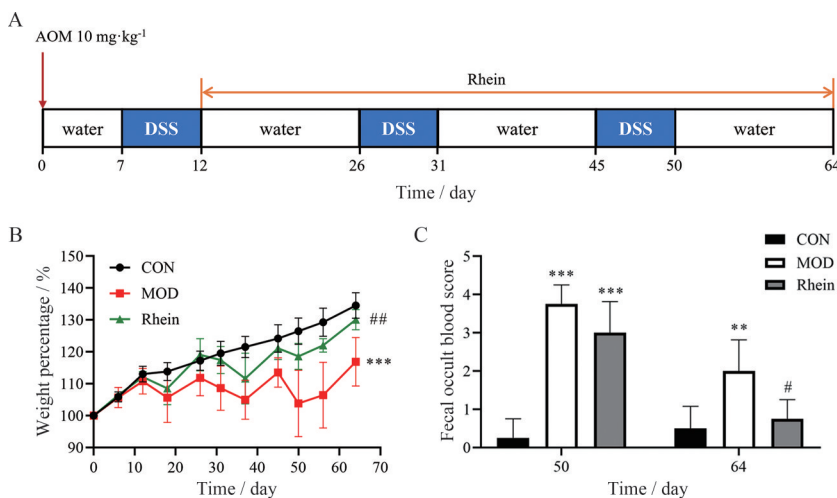 A
AOM 10 mg·kg⁻¹
Rhein
water DSS water DSS water DSS water
0 7 12 26 31 45 50 64
Time / day
B
Weight percentage / %
150
140
130
120
110
100
90
CON
MOD
Rhein
##
***
0 10 20 30 40 50 60 70
Time / day
C
Fecal occult blood score
5
4
3
2
1
0
CON
MOD
Rhein
*** ***
**
#
50 64
Time / day